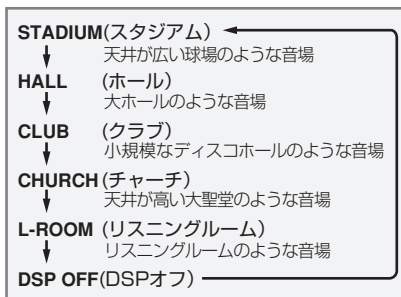 STADIUM(スタジアム)
天井が広い球場のような音場
HALL (ホール)
大ホールのような音場
CLUB (クラブ)
小規模なディスコホールのような音場
CHURCH(チャーチ)
天井が高い大聖堂のような音場
L-ROOM (リスニングルーム)
リスニングルームのような音場
DSP OFF(DSPオフ)